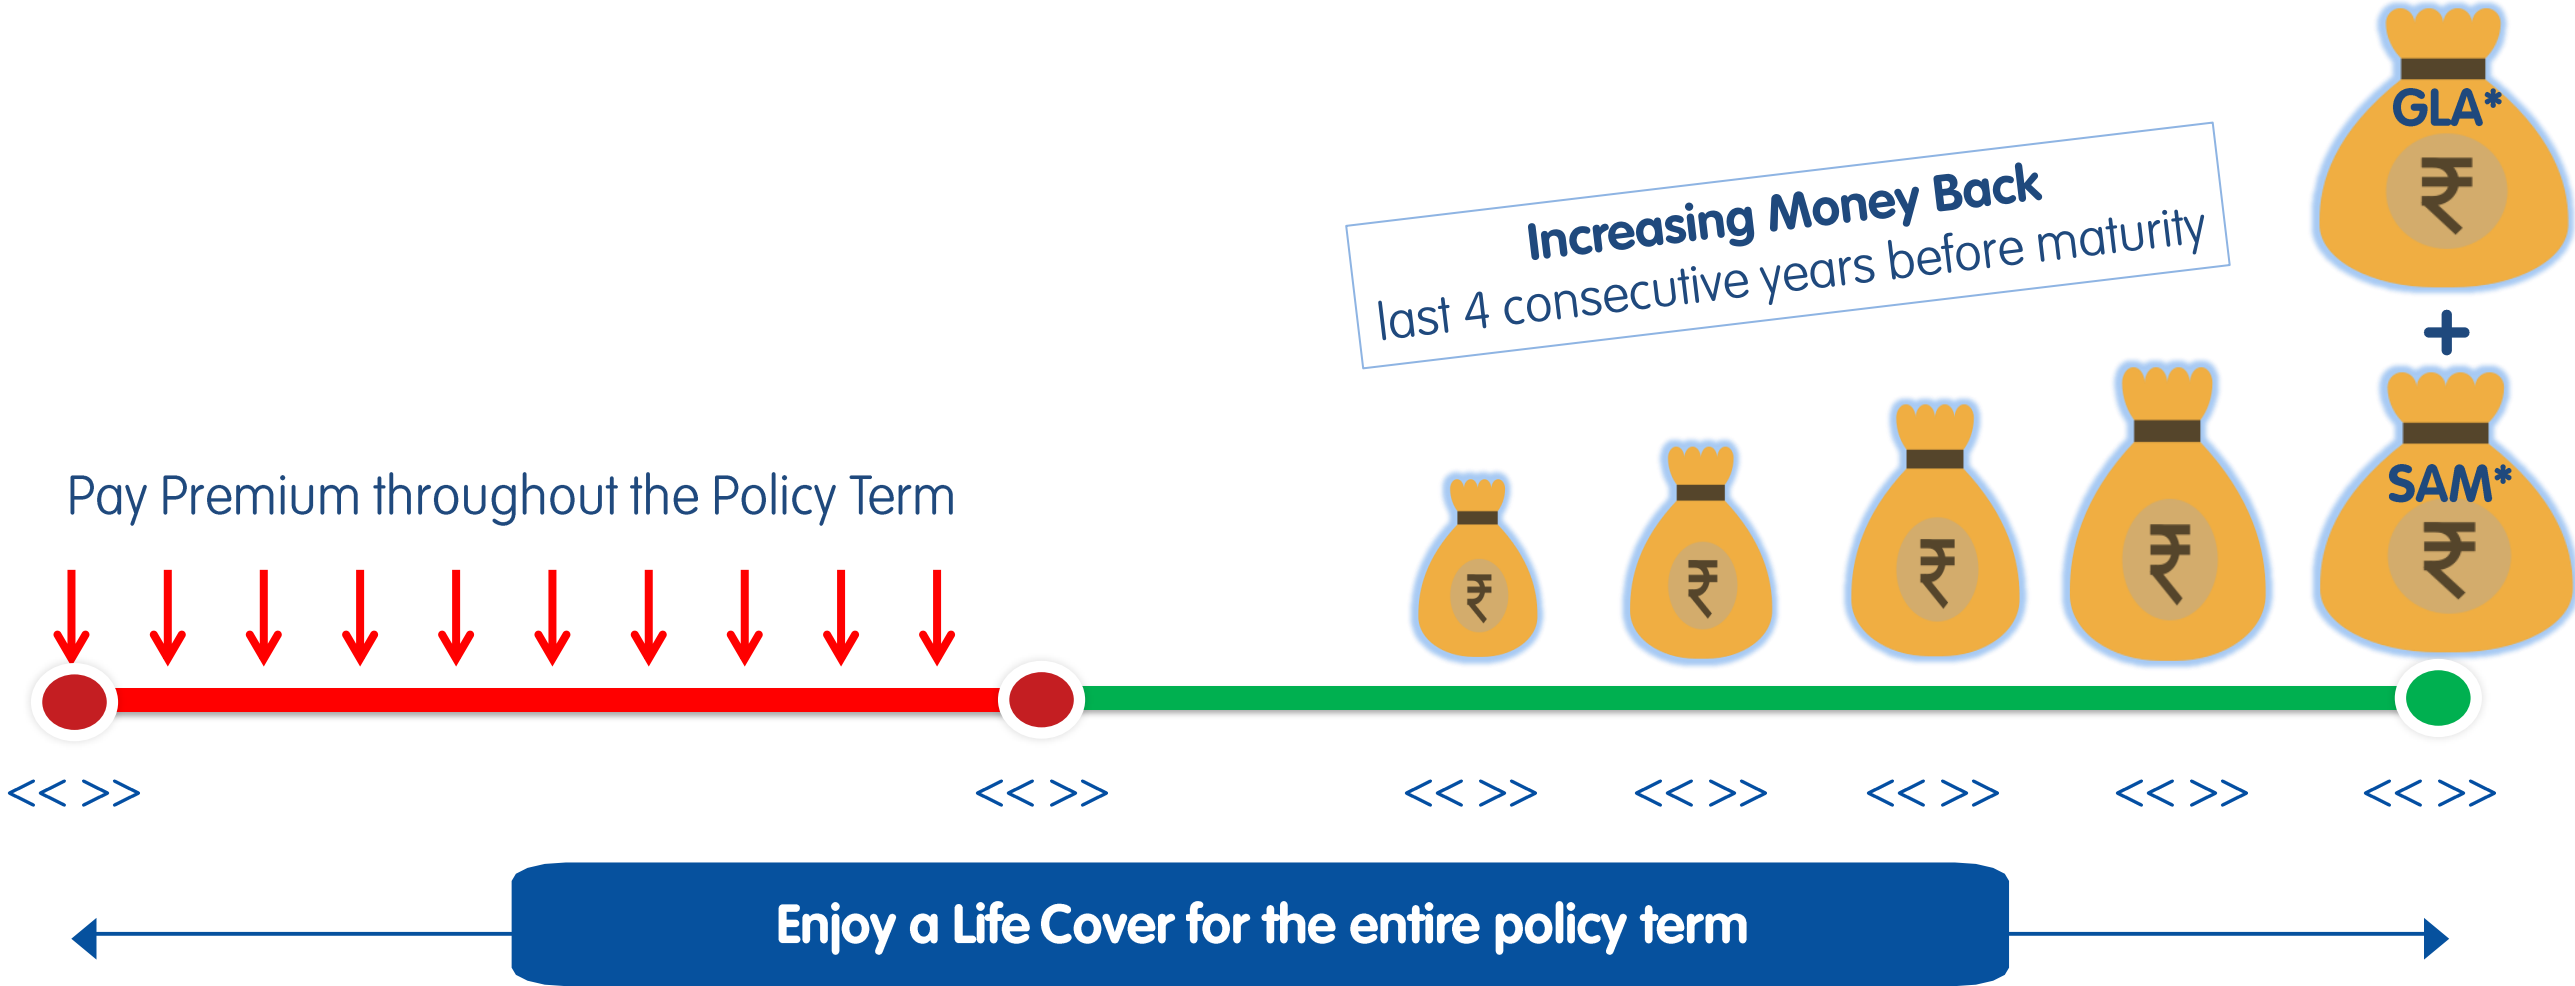 GLA*
₹
Increasing Money Back
last 4 consecutive years before maturity
+
SAM*
₹ ₹ ₹ ₹ ₹
Pay Premium throughout the Policy Term
<< >> << >> << >> << >> << >> << >> << >>
Enjoy a Life Cover for the entire policy term